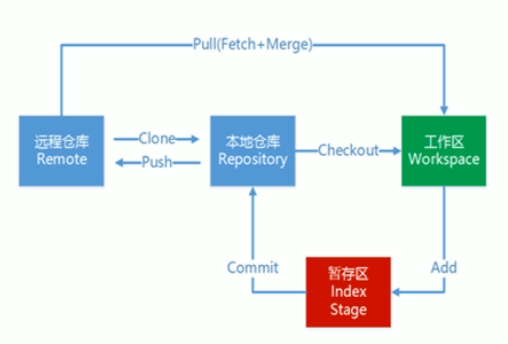 Pull(Fetch+Merge)
远程仓库
Remote
Clone
Push
本地仓库
Repository
Checkout
工作区
Workspace
Commit
暂存区
Index
Stage
Add